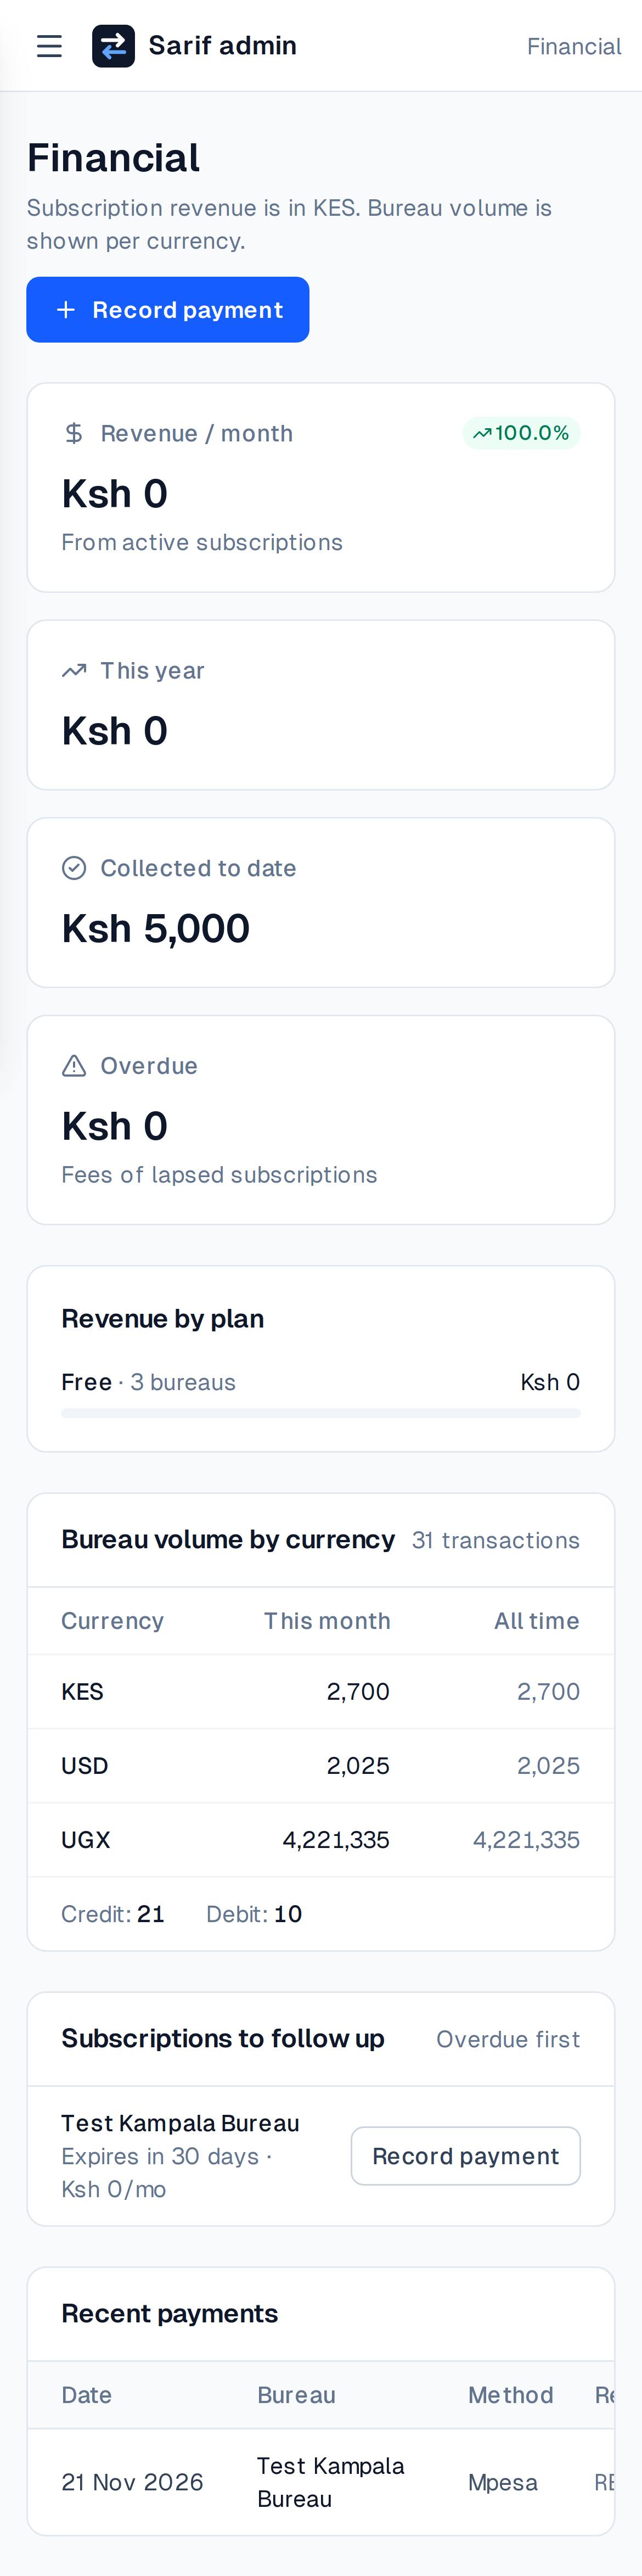 Sarif admin
Financial
Financial
Subscription revenue is in KES. Bureau volume is
shown per currency.
+ Record payment
Revenue / month
100.0%
Ksh 0
From active subscriptions
This year
Ksh 0
Collected to date
Ksh 5,000
Overdue
Ksh 0
Fees of lapsed subscriptions
Revenue by plan
Free · 3 bureaus Ksh 0
Bureau volume by currency 31 transactions
Currency This month All time
KES 2,700 2,700
USD 2,025 2,025
UGX 4,221,335 4,221,335
Credit: 21 Debit: 10
Subscriptions to follow up Overdue first
Test Kampala Bureau
Expires in 30 days ·
Ksh 0/mo
Record payment
Recent payments
Date Bureau Method
21 Nov 2026 Test Kampala Bureau Mpesa